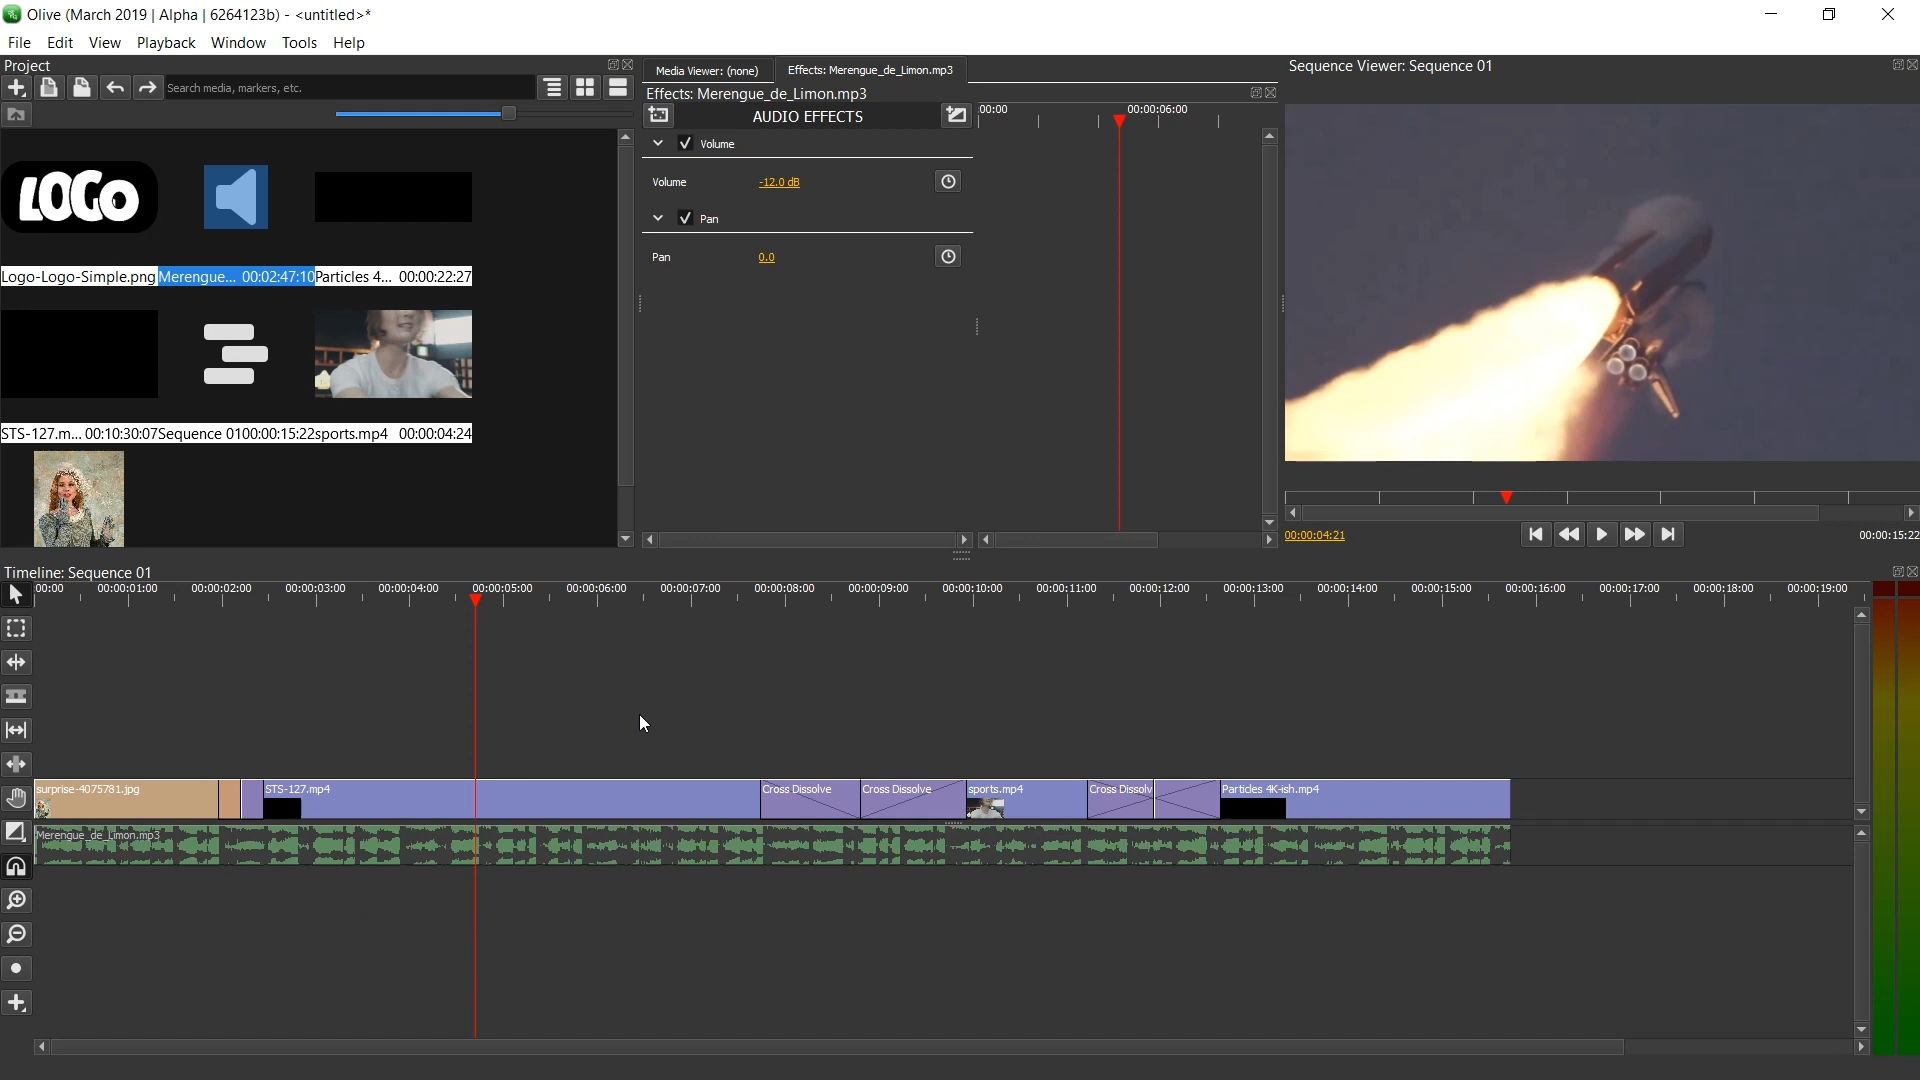 Olive (March 2019 | Alpha | 6264123b) - <untitled>*
File Edit View Playback Window Tools Help
Project
Search media, markers, etc.
LOGO
Logo-Logo-Simple.png Merengue... 00:02:47:10 Particles 4... 00:00:22:27
STS-127.m... 00:10:30:07 Sequence 01 00:00:15:22 sports.mp4 00:00:04:24
Media Viewer: (none) Effects: Merengue_de_Limon.mp3
Effects: Merengue_de_Limon.mp3
AUDIO EFFECTS
:00:00 00:00:06:00
Volume
Volume -12.0 dB
Pan
Pan 0.0
Sequence Viewer: Sequence 01
00:00:04:21 00:00:15:22
Timeline: Sequence 01
:00:00 00:00:01:00 00:00:02:00 00:00:03:00 00:00:04:00 00:00:05:00 00:00:06:00 00:00:07:00 00:00:08:00 00:00:09:00 00:00:10:00 00:00:11:00 00:00:12:00 00:00:13:00 00:00:14:00 00:00:15:00 00:00:16:00 00:00:17:00 00:00:18:00 00:00:19:00
surprise-4075781.jpg STS-127.mp4 Cross Dissolve Cross Dissolve sports.mp4 Cross Dissolv Particles 4K-ish.mp4
Merengue_de_Limon.mp3